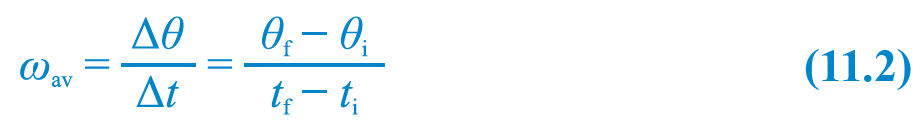 ω_av = Δθ/Δt = (θ_f − θ_i)/(t_f − t_i) (11.2)